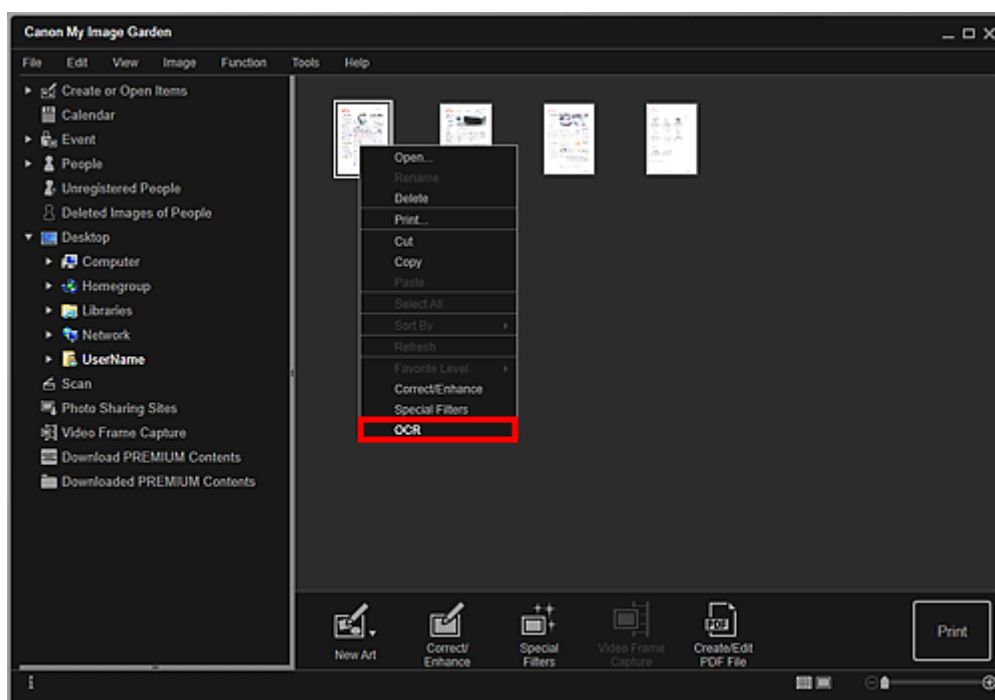 Canon My Image Garden
File Edit View Image Function Tools Help
Create or Open Items
Calendar
Event
People
Unregistered People
Deleted Images of People
Desktop
Computer
Homegroup
Libraries
Network
UserName
Scan
Photo Sharing Sites
Video Frame Capture
Download PREMIUM Contents
Downloaded PREMIUM Contents
Open...
Rename
Delete
Print...
Cut
Copy
Paste
Select All
Sort By
Refresh
Favorite Level
Correct/Enhance
Special Filters
OCR
New Art
Correct/
Enhance
Special
Filters
Video Frame
Capture
PDF
Create/Edit
PDF File
Print